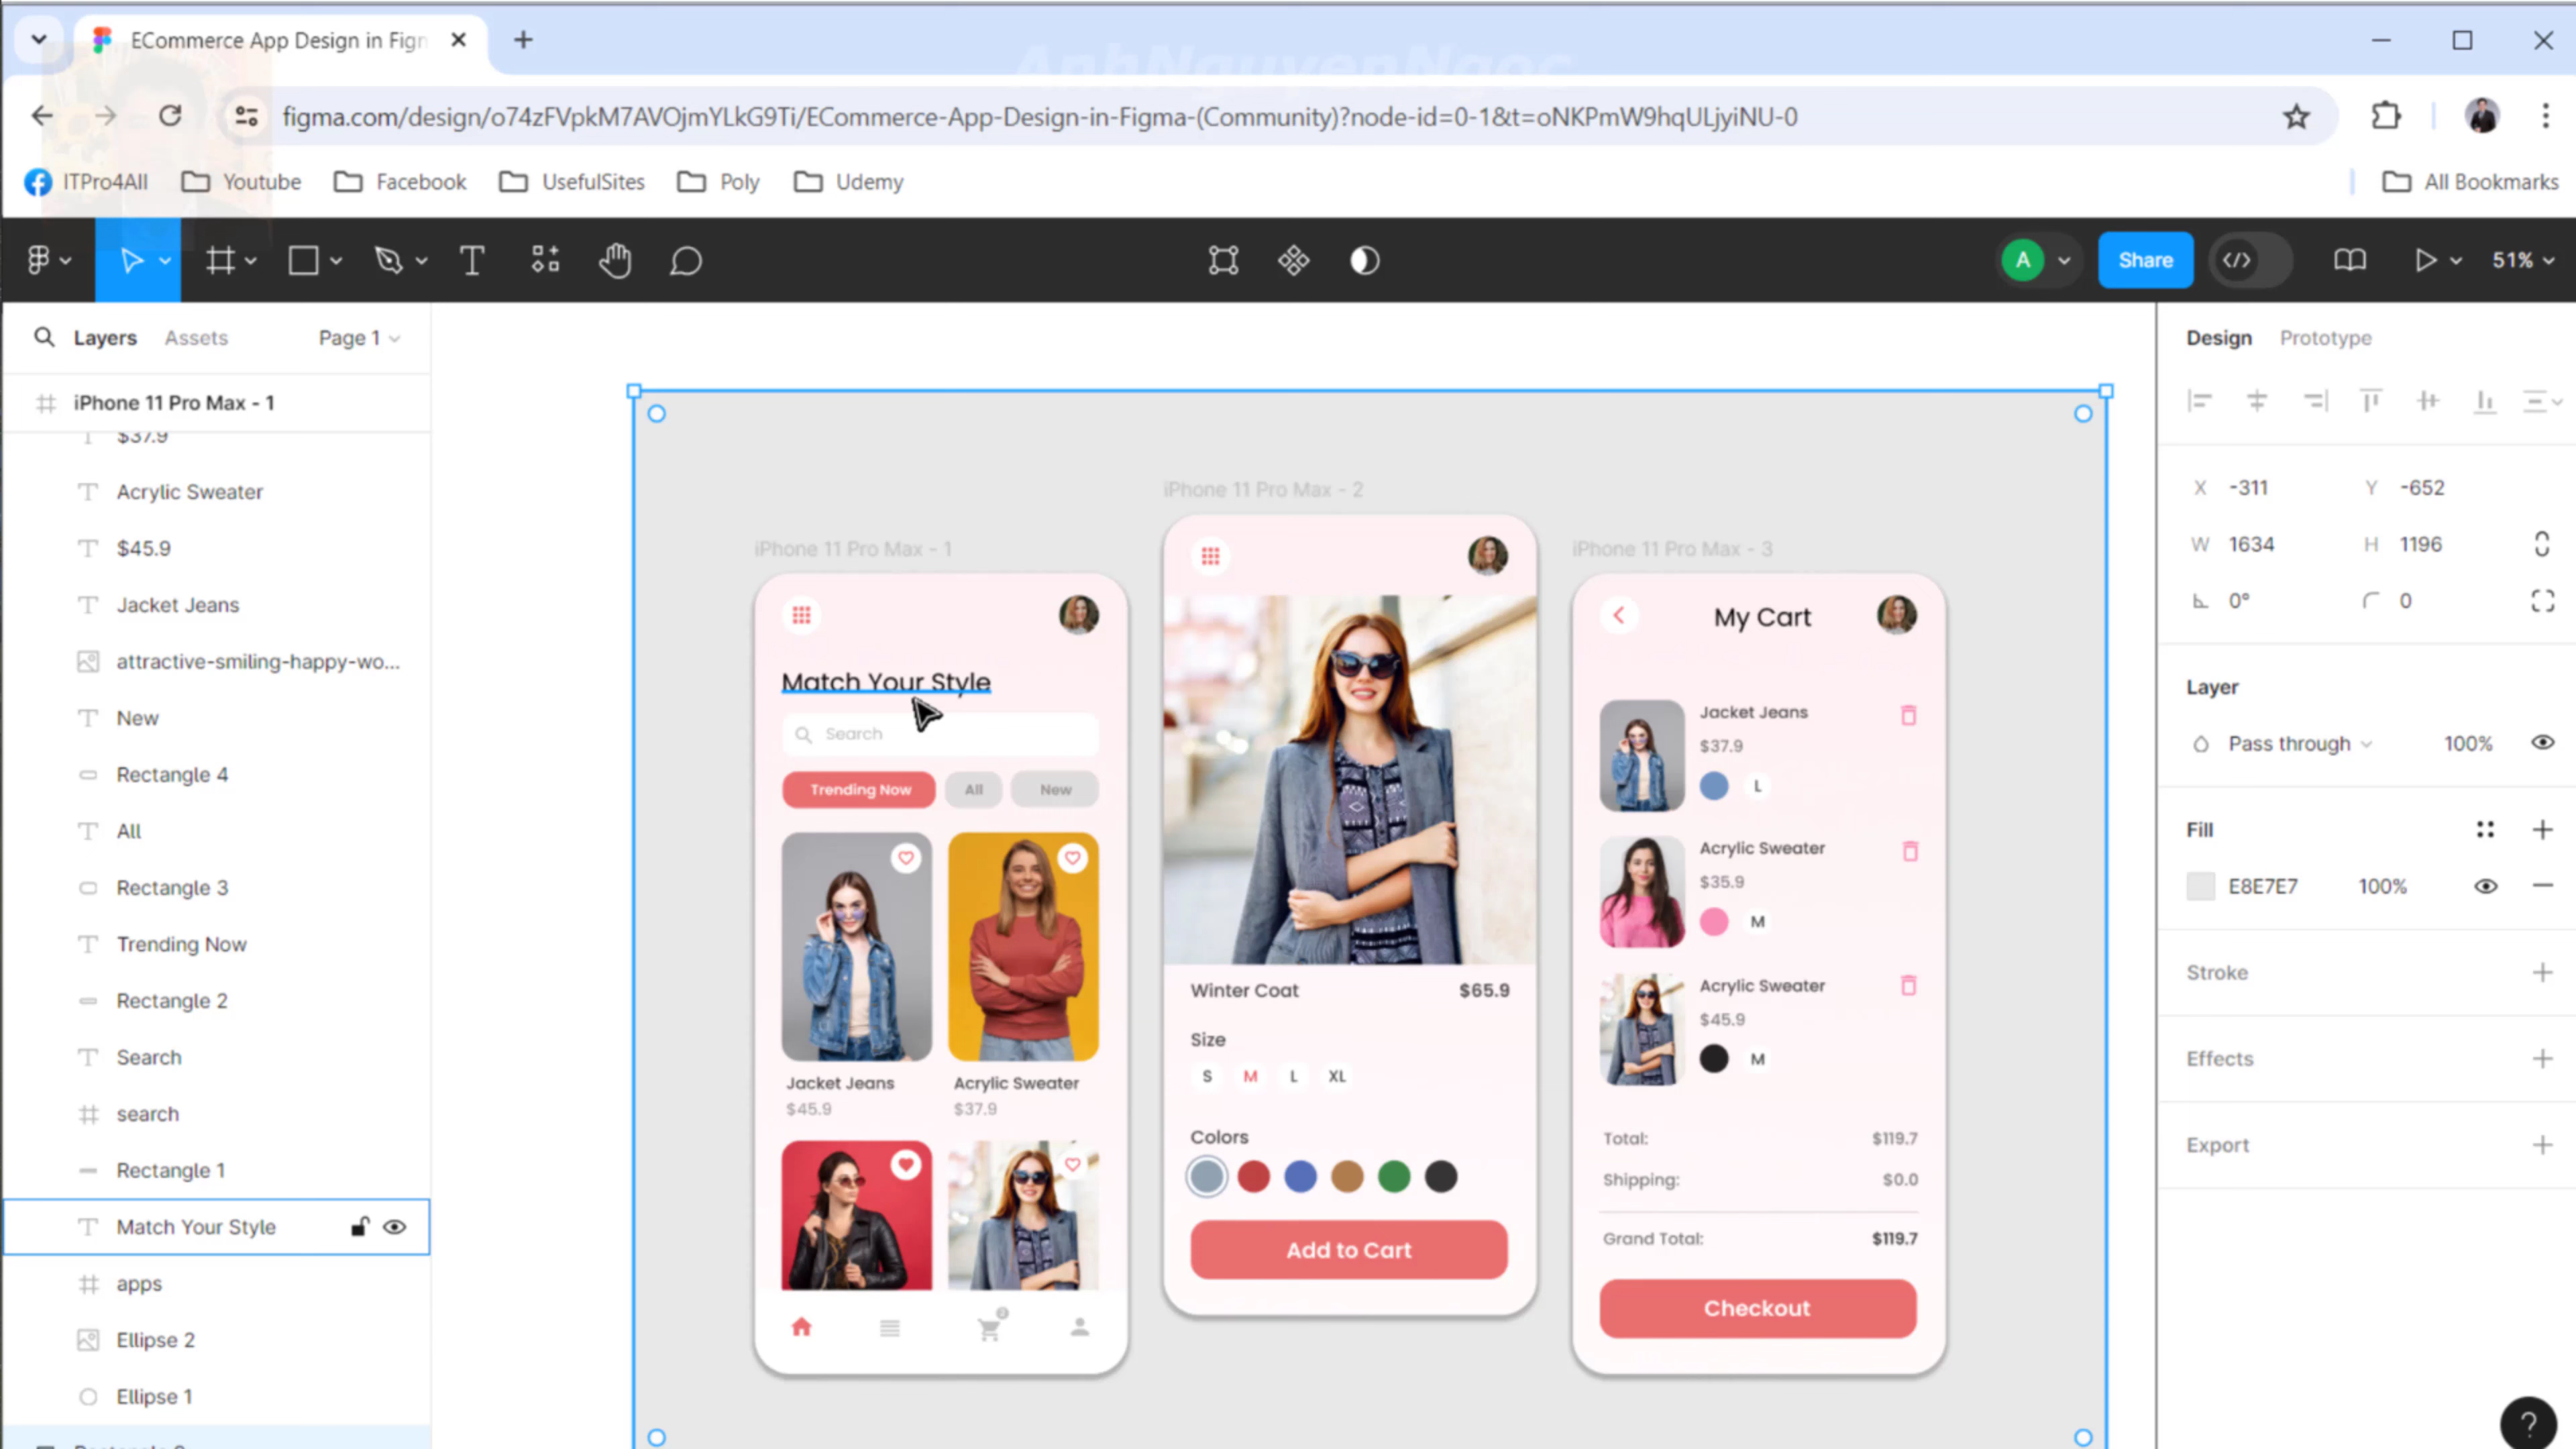 ECommerce App Design in Figm
AnhNguyenNgoc
figma.com/design/o74zFVpkM7AVOjmYLkG9Ti/ECommerce-App-Design-in-Figma-(Community)?node-id=0-1&t=oNKPmW9hqULjyiNU-0
ITPro4All
Youtube
Facebook
UsefulSites
Poly
Udemy
All Bookmarks
A
Share
51%
Layers
Assets
Page 1
iPhone 11 Pro Max - 1
$37.9
Acrylic Sweater
$45.9
Jacket Jeans
attractive-smiling-happy-wo...
New
Rectangle 4
All
Rectangle 3
Trending Now
Rectangle 2
Search
search
Rectangle 1
Match Your Style
apps
Ellipse 2
Ellipse 1
iPhone 11 Pro Max - 1
Match Your Style
Search
Trending Now
All
New
Jacket Jeans
$45.9
Acrylic Sweater
$37.9
iPhone 11 Pro Max - 2
Winter Coat
$65.9
Size
S
M
L
XL
Colors
Add to Cart
iPhone 11 Pro Max - 3
My Cart
Jacket Jeans
$37.9
L
Acrylic Sweater
$35.9
M
Acrylic Sweater
$45.9
M
Total:
$119.7
Shipping:
$0.0
Grand Total:
$119.7
Checkout
Design
Prototype
X -311
Y -652
W 1634
H 1196
0°
0
Layer
Pass through
100%
Fill
E8E7E7
100%
Stroke
Effects
Export
?